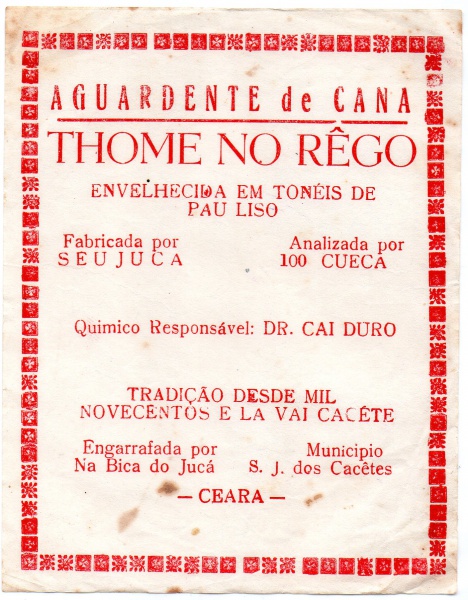 AGUARDENTE de CANA
THOME NO RÊGO
ENVELHECIDA EM TONÉIS DE
PAU LISO
Fabricada por
SEU JUCA
Analizada por
100 CUECA
Quimico Responsável: DR. CAI DURO
TRADIÇÃO DESDE MIL
NOVECENTOS E LA VAI CACÊTE
Engarrafada por
Na Bica do Jucá
Municipio
S. J. dos Cacêtes
— CEARA —